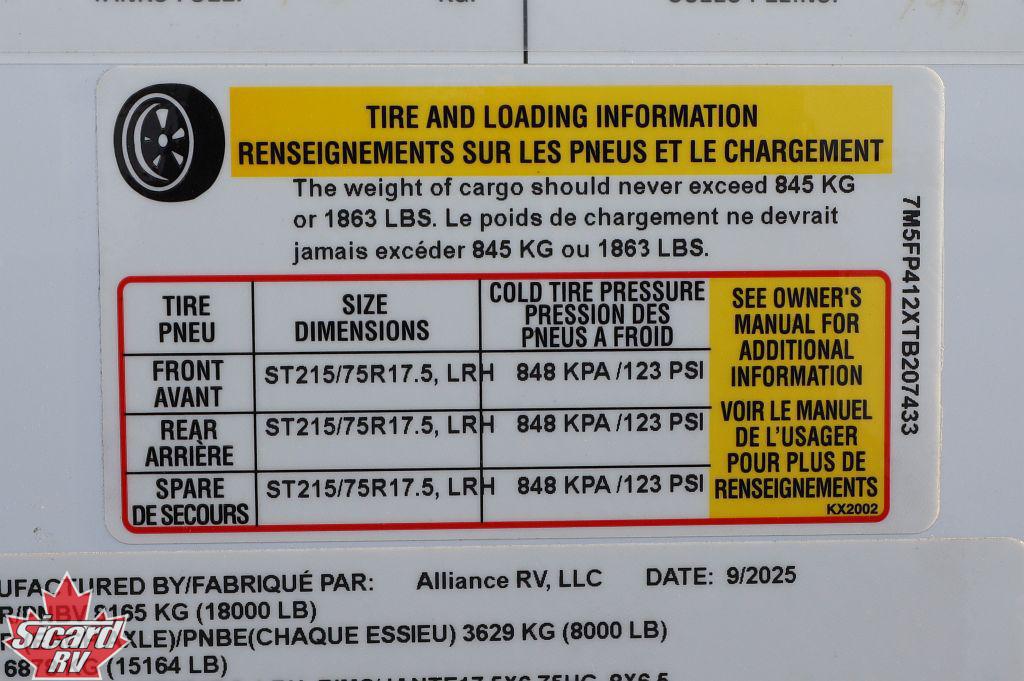 TIRE AND LOADING INFORMATION
RENSEIGNEMENTS SUR LES PNEUS ET LE CHARGEMENT
The weight of cargo should never exceed 845 KG
or 1863 LBS. Le poids de chargement ne devrait
jamais excéder 845 KG ou 1863 LBS.
7M5FP412XTB207433
TIRE
PNEU
SIZE
DIMENSIONS
COLD TIRE PRESSURE
PRESSION DES
PNEUS A FROID
FRONT
AVANT
ST215/75R17.5, LRH
848 KPA /123 PSI
REAR
ARRIÈRE
ST215/75R17.5, LRH
848 KPA /123 PSI
SPARE
DE SECOURS
ST215/75R17.5, LRH
848 KPA /123 PSI
SEE OWNER'S
MANUAL FOR
ADDITIONAL
INFORMATION
VOIR LE MANUEL
DE L'USAGER
POUR PLUS DE
RENSEIGNEMENTS
KX2002
BY/FABRIQUÉ PAR: Alliance RV, LLC DATE: 9/2025
KG (18000 LB)
XLE)/PNBE(CHAQUE ESSIEU) 3629 KG (8000 LB)
(15164 LB)
Sicard
RV